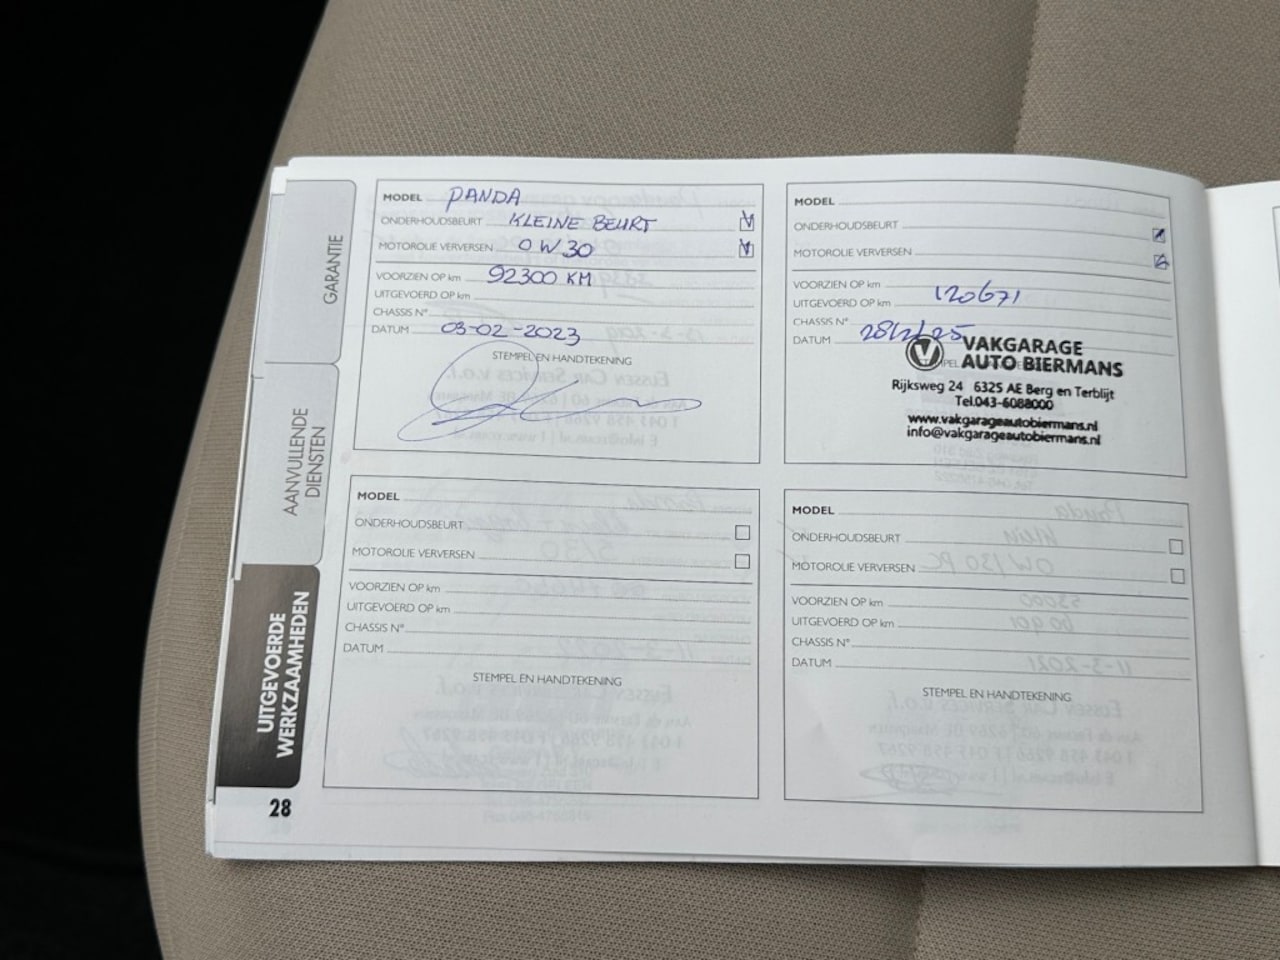 GARANTIE
AANVULLENDE
DIENSTEN
UITGEVOERDE
WERKZAAMHEDEN
28
MODEL PANDA
ONDERHOUDSBEURT KLEINE BEURT
MOTOROLIE VERVERSEN 0W30
VOORZIEN OP km 92300 KM
UITGEVOERD OP km
CHASSIS N°
DATUM 03-02-2023
STEMPEL EN HANDTEKENING
MODEL
ONDERHOUDSBEURT
MOTOROLIE VERVERSEN
VOORZIEN OP km
UITGEVOERD OP km 120671
CHASSIS N°
DATUM 28/2/25
VAKGARAGE
AUTO BIERMANS
Rijksweg 24 6325 AE Berg en Terblijt
Tel.043-6088000
www.vakgarageautobiermans.nl
info@vakgarageautobiermans.nl
MODEL
ONDERHOUDSBEURT
MOTOROLIE VERVERSEN
VOORZIEN OP km
UITGEVOERD OP km
CHASSIS N°
DATUM
STEMPEL EN HANDTEKENING
MODEL
ONDERHOUDSBEURT
MOTOROLIE VERVERSEN
VOORZIEN OP km
UITGEVOERD OP km
CHASSIS N°
DATUM
STEMPEL EN HANDTEKENING